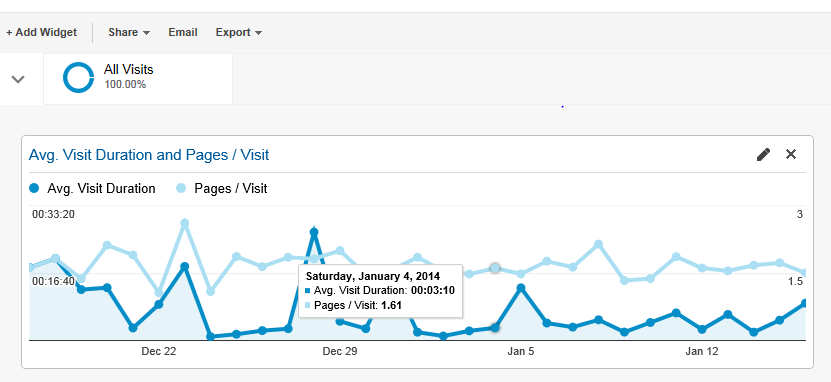 + Add Widget Share Email Export
All Visits
100.00%
Avg. Visit Duration and Pages / Visit
Avg. Visit Duration Pages / Visit
00:33:20 3
00:16:40 1.5
Saturday, January 4, 2014
Avg. Visit Duration: 00:03:10
Pages / Visit: 1.61
Dec 22 Dec 29 Jan 5 Jan 12